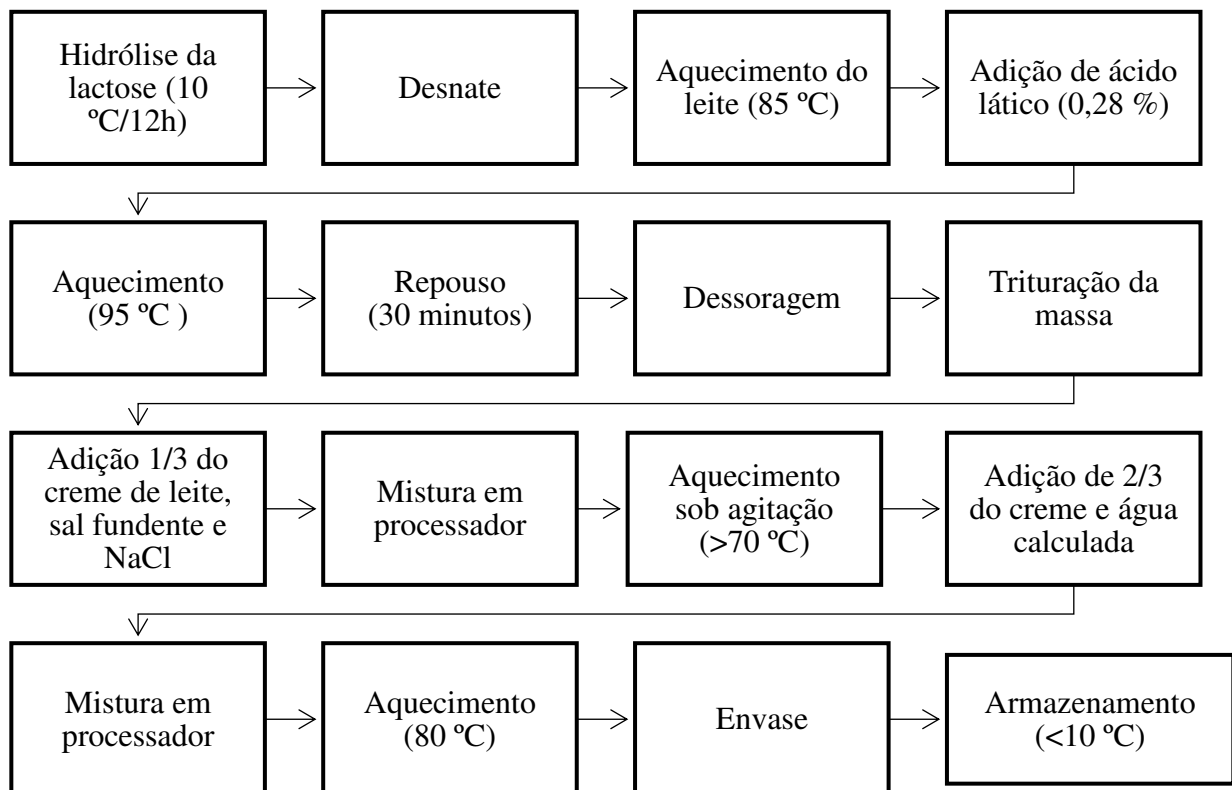 Hidrólise da
lactose (10
ºC/12h)
Desnate
Aquecimento do
leite (85 ºC)
Adição de ácido
lático (0,28 %)
Aquecimento
(95 ºC )
Repouso
(30 minutos)
Dessoragem
Trituração da
massa
Adição 1/3 do
creme de leite,
sal fundente e
NaCl
Mistura em
processador
Aquecimento
sob agitação
(>70 ºC)
Adição de 2/3
do creme e água
calculada
Mistura em
processador
Aquecimento
(80 ºC)
Envase
Armazenamento
(<10 ºC)